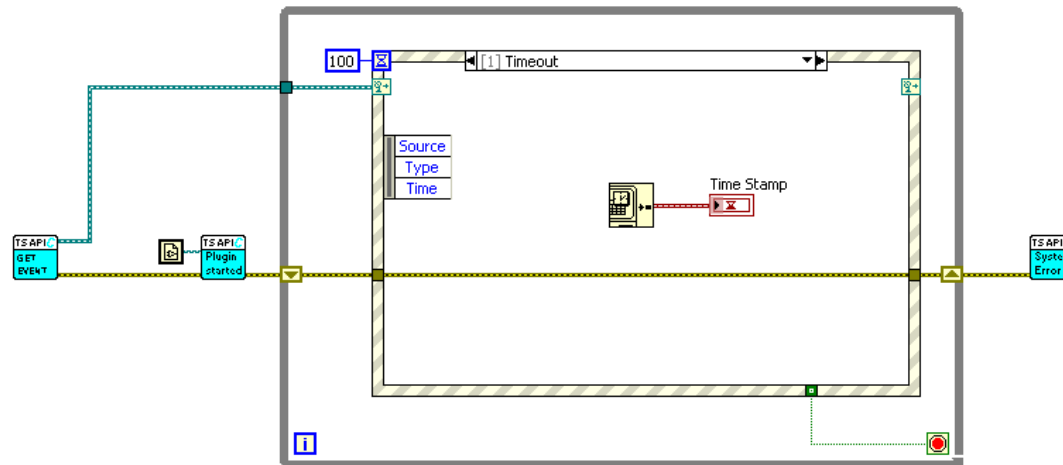 100
[1] Timeout
Source
Type
Time
Time Stamp
TS API C
GET
EVENT
TS API C
Plugin
started
TS API
Syste
Error
i